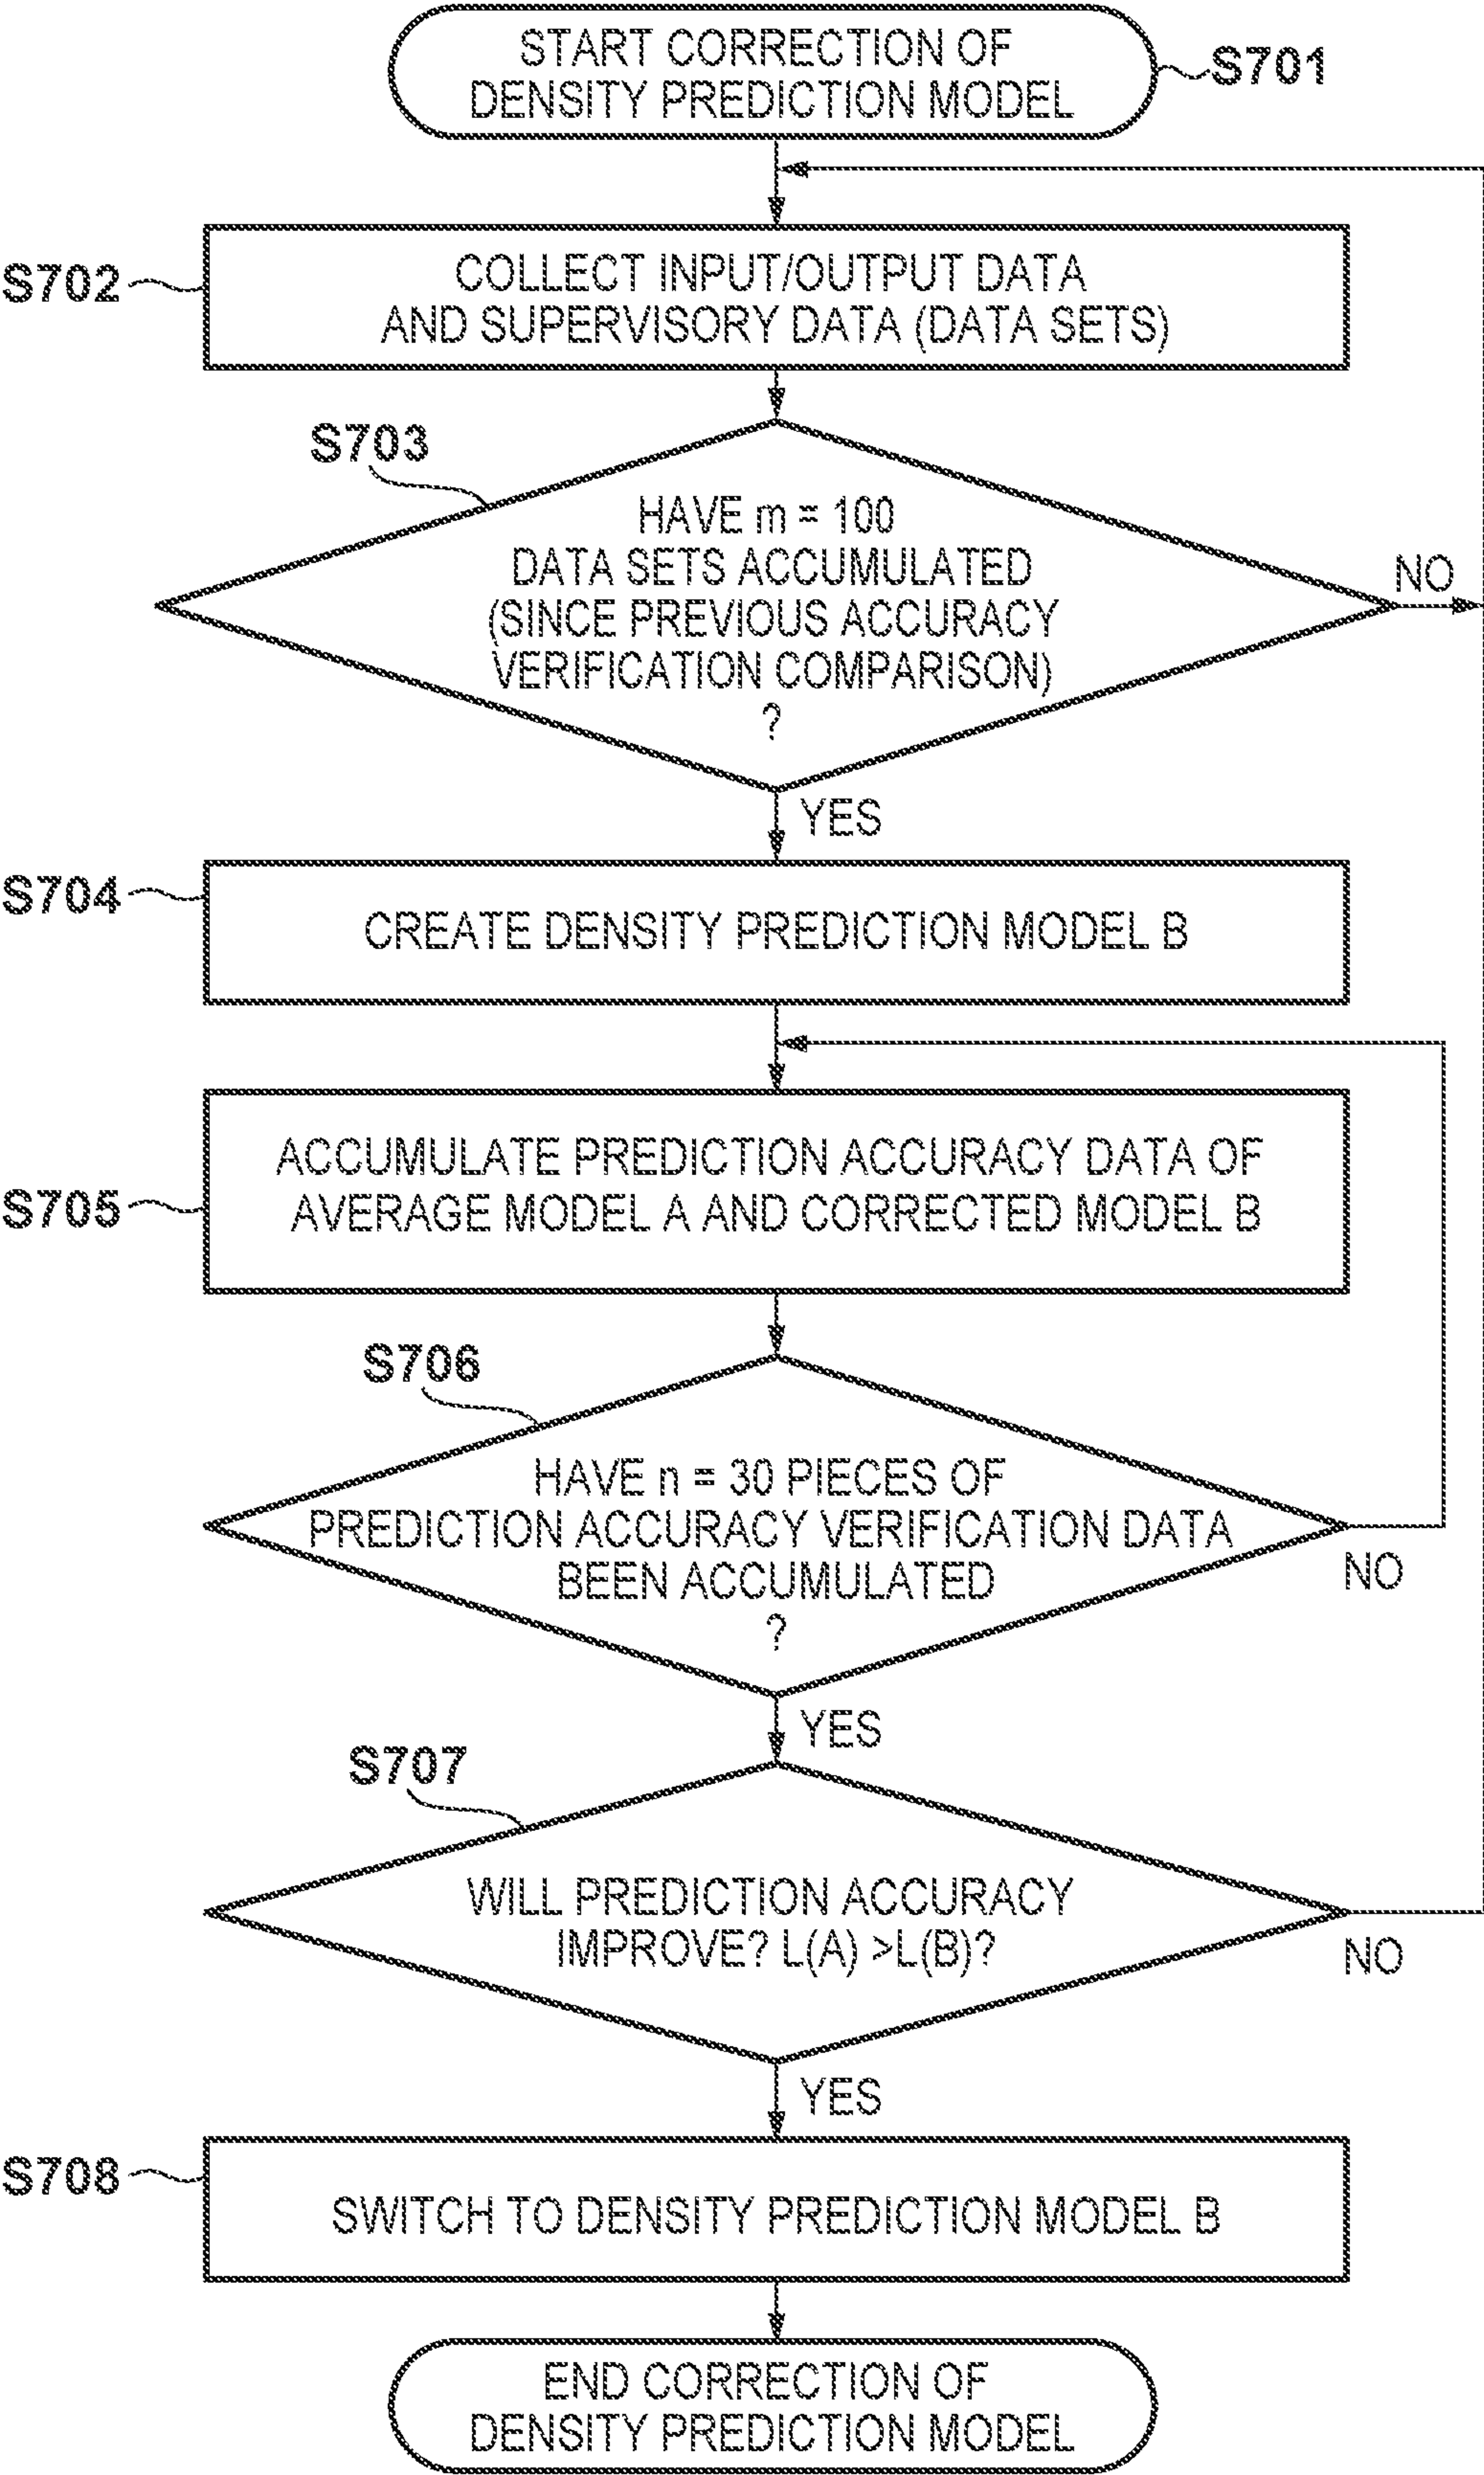 START CORRECTION OF
DENSITY PREDICTION MODEL
S701
S702
COLLECT INPUT/OUTPUT DATA
AND SUPERVISORY DATA (DATA SETS)
S703
HAVE m = 100
DATA SETS ACCUMULATED
(SINCE PREVIOUS ACCURACY
VERIFICATION COMPARISON)
?
NO
YES
S704
CREATE DENSITY PREDICTION MODEL B
S705
ACCUMULATE PREDICTION ACCURACY DATA OF
AVERAGE MODEL A AND CORRECTED MODEL B
S706
HAVE n = 30 PIECES OF
PREDICTION ACCURACY VERIFICATION DATA
BEEN ACCUMULATED
?
NO
YES
S707
WILL PREDICTION ACCURACY
IMPROVE? L(A) >L(B)?
NO
YES
S708
SWITCH TO DENSITY PREDICTION MODEL B
END CORRECTION OF
DENSITY PREDICTION MODEL